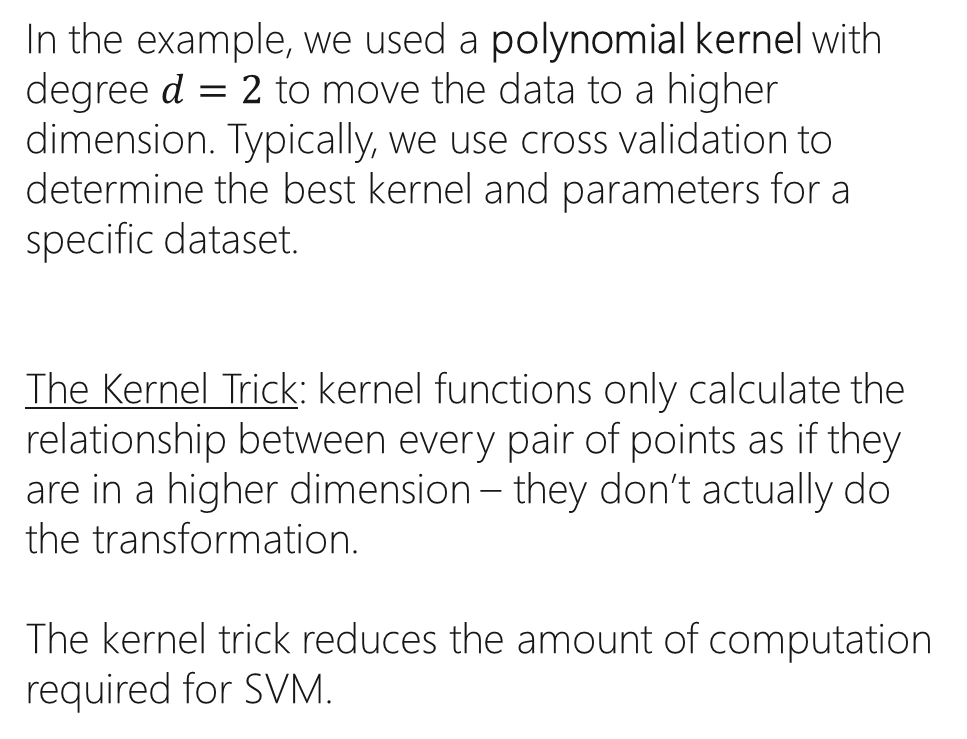 In the example, we used a polynomial kernel with
degree d = 2 to move the data to a higher
dimension. Typically, we use cross validation to
determine the best kernel and parameters for a
specific dataset.
The Kernel Trick: kernel functions only calculate the
relationship between every pair of points as if they
are in a higher dimension – they don’t actually do
the transformation.
The kernel trick reduces the amount of computation
required for SVM.